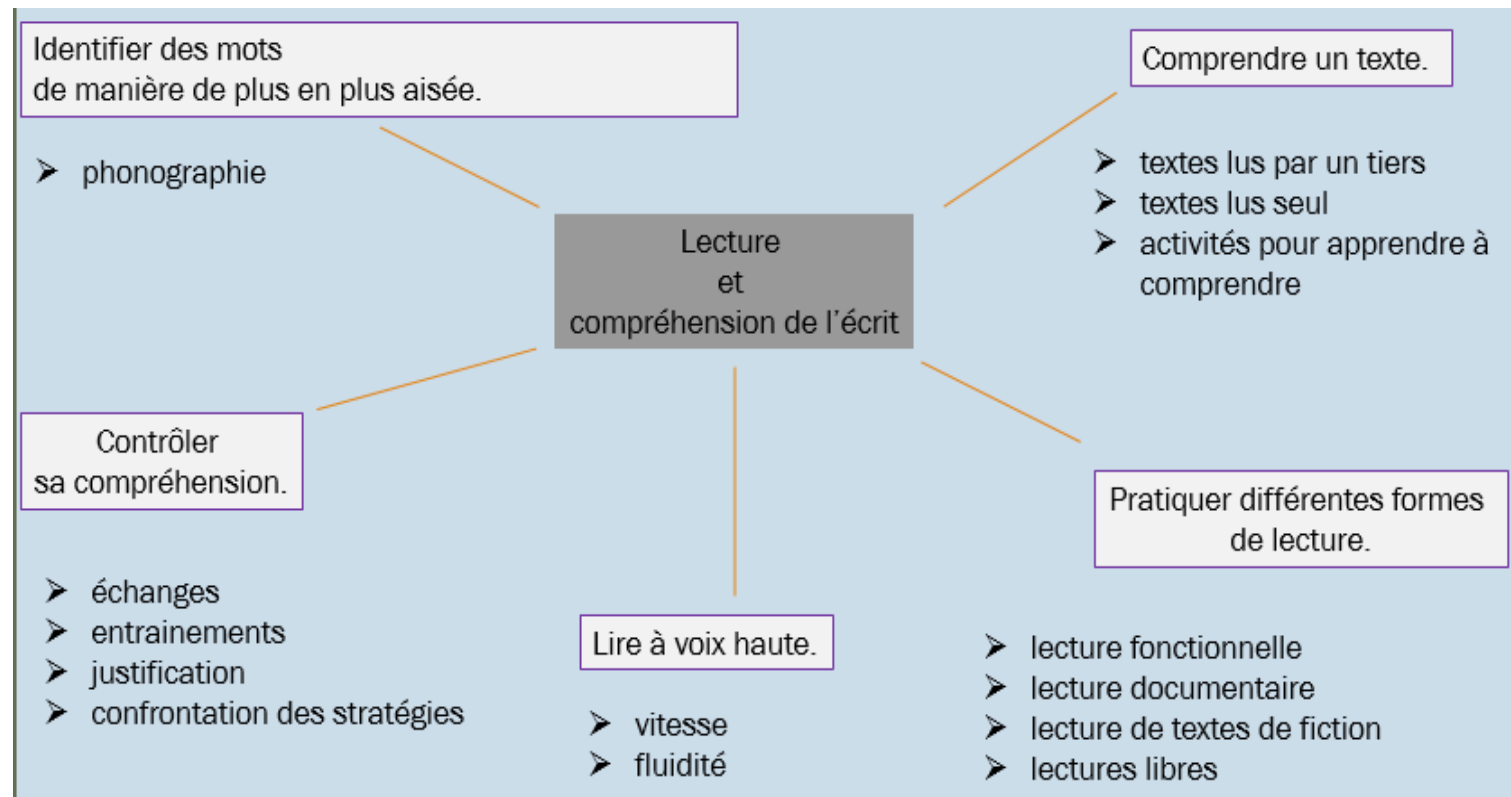 Identifier des mots
de manière de plus en plus aisée.
➢ phonographie
Comprendre un texte.
➢ textes lus par un tiers
➢ textes lus seul
➢ activités pour apprendre à
comprendre
Lecture
et
compréhension de l'écrit
Contrôler
sa compréhension.
➢ échanges
➢ entrainements
➢ justification
➢ confrontation des stratégies
Lire à voix haute.
➢ vitesse
➢ fluidité
Pratiquer différentes formes
de lecture.
➢ lecture fonctionnelle
➢ lecture documentaire
➢ lecture de textes de fiction
➢ lectures libres